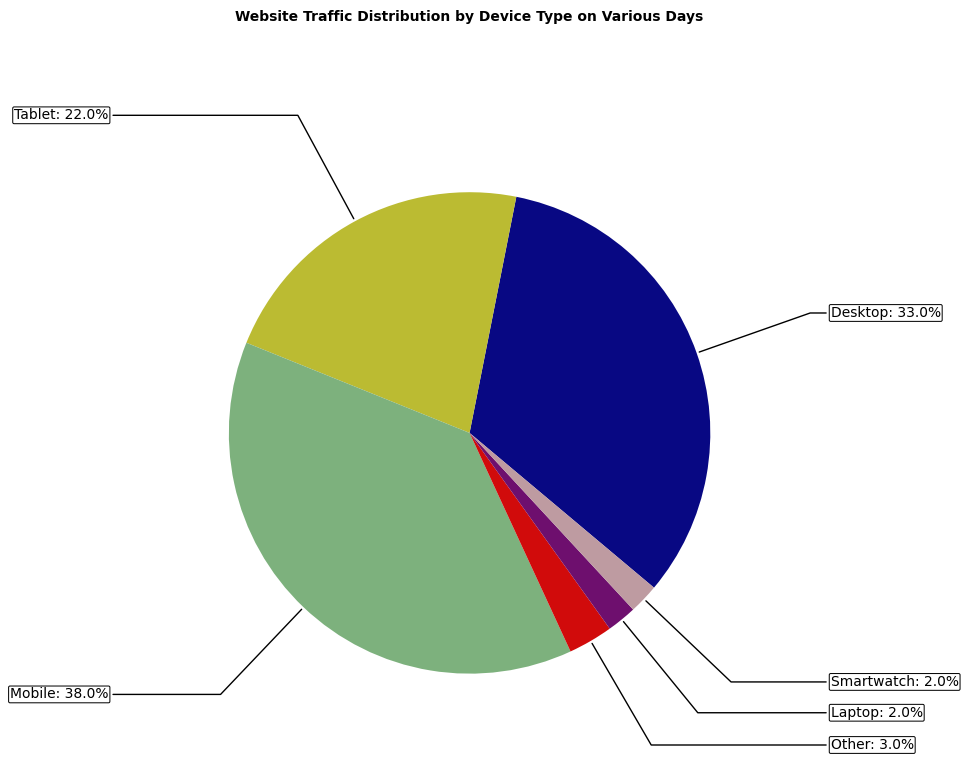 Website Traffic Distribution by Device Type on Various Days
Tablet: 22.0%
Desktop: 33.0%
Mobile: 38.0%
Smartwatch: 2.0%
Laptop: 2.0%
Other: 3.0%